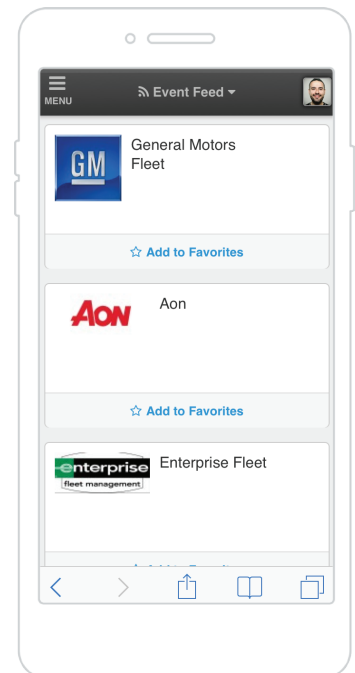 MENU
Event Feed
GM
General Motors
Fleet
Add to Favorites
AON
Aon
Add to Favorites
enterprise
fleet management
Enterprise Fleet